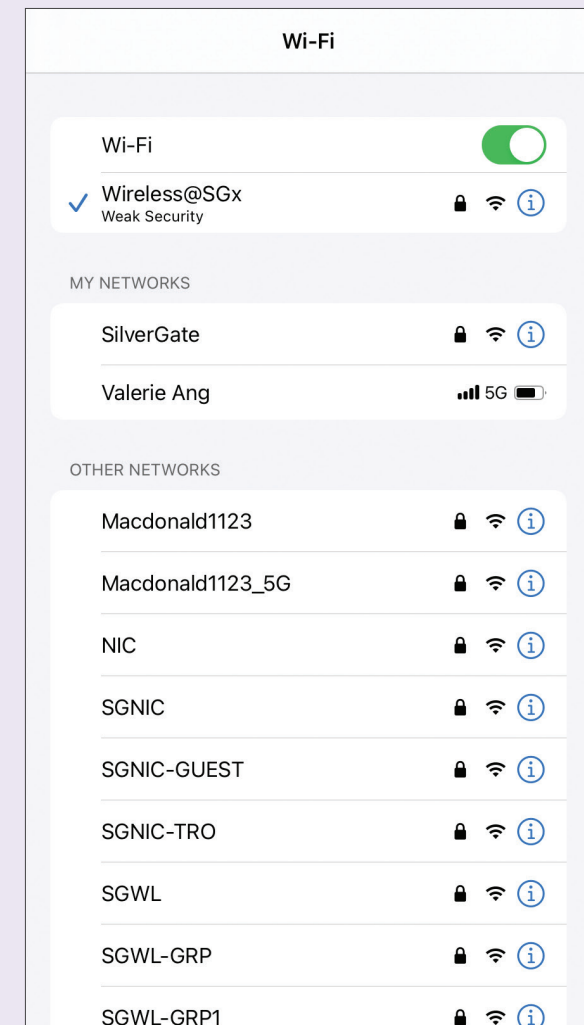 Wi-Fi
Wi-Fi
Wireless@SGx
Weak Security
MY NETWORKS
SilverGate
Valerie Ang 5G
OTHER NETWORKS
Macdonald1123
Macdonald1123_5G
NIC
SGNIC
SGNIC-GUEST
SGNIC-TRO
SGWL
SGWL-GRP
SGWL-GRP1